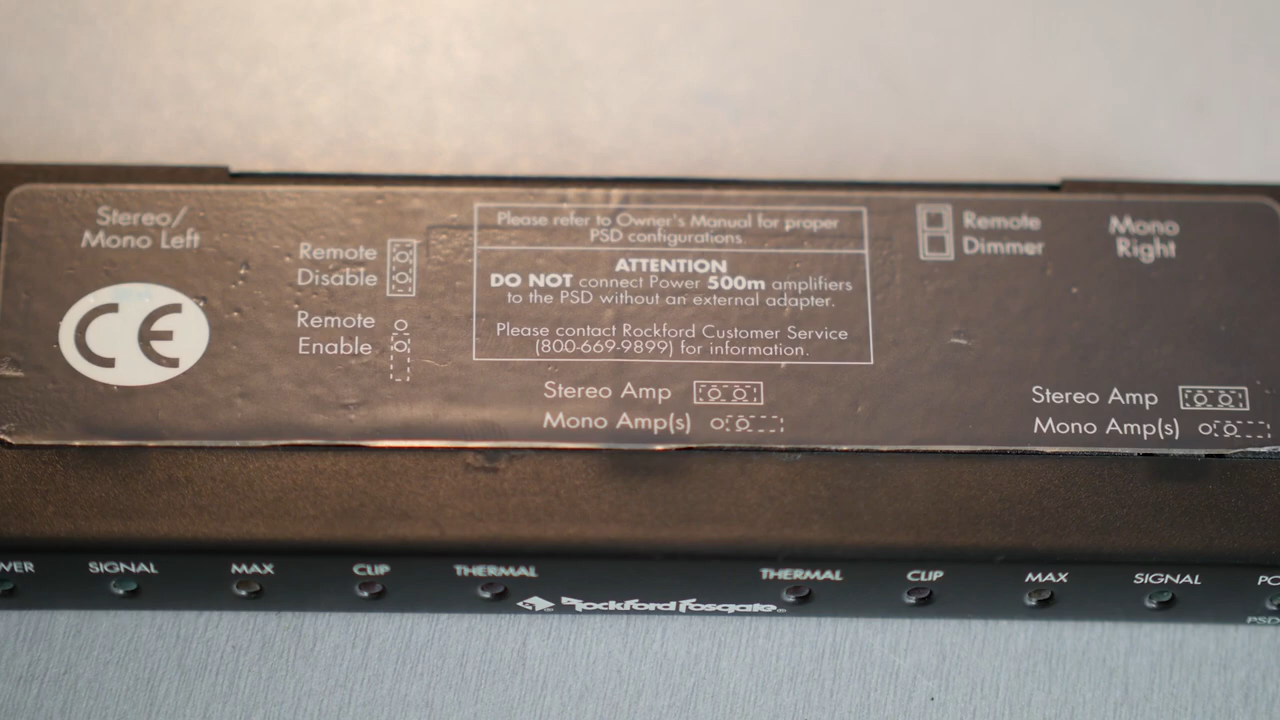 Stereo/
Mono Left
CE
Remote
Disable
Remote
Enable
Please refer to Owner's Manual for proper
PSD configurations.
ATTENTION
DO NOT connect Power 500m amplifiers
to the PSD without an external adapter.
Please contact Rockford Customer Service
(800-669-9899) for information.
Stereo Amp
Mono Amp(s)
Remote
Dimmer
Mono
Right
Stereo Amp
Mono Amp(s)
WER SIGNAL MAX CLIP THERMAL THERMAL CLIP MAX SIGNAL PO
PSD
Rockford Fosgate®